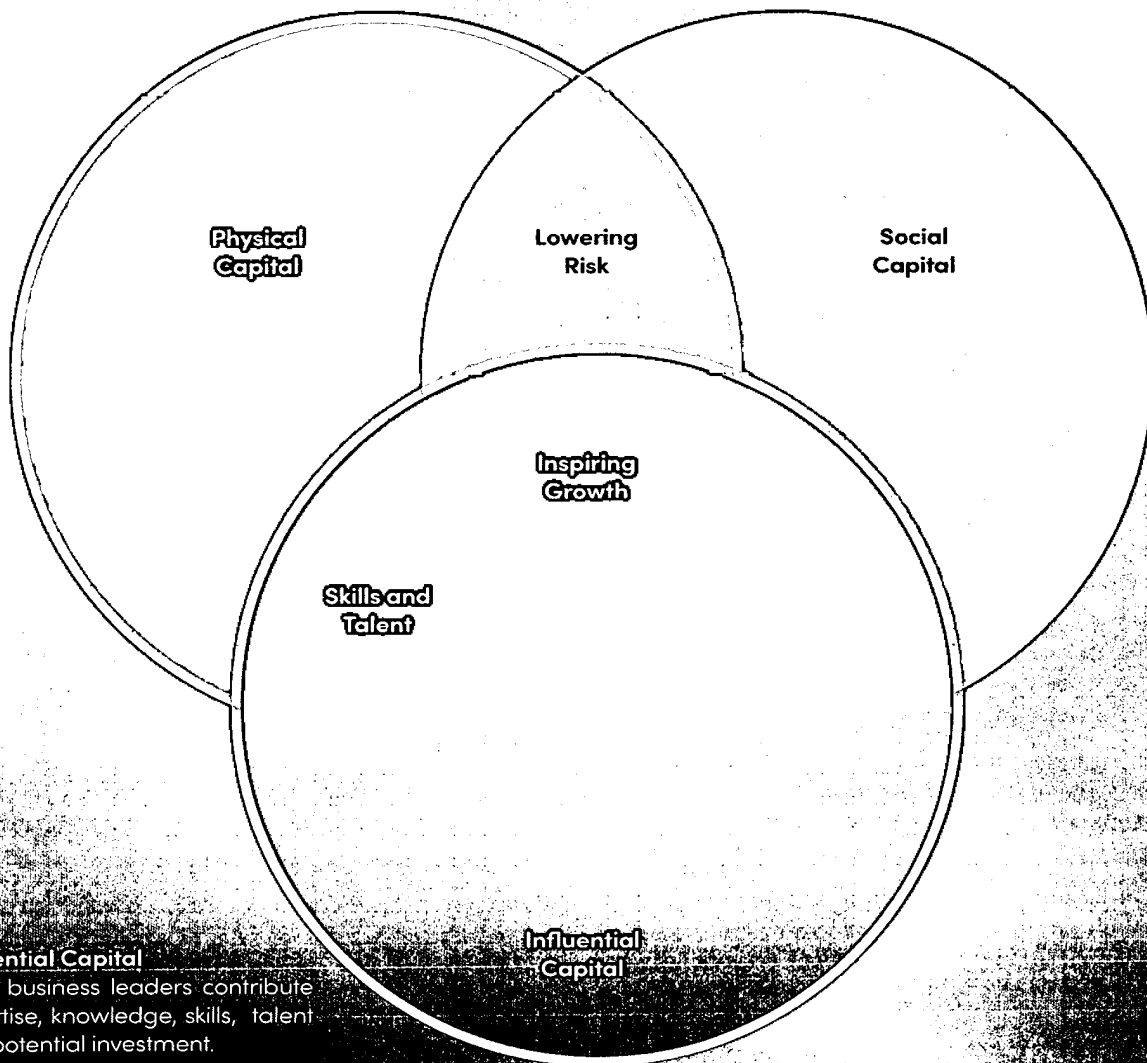 Physical
Capital
Lowering
Risk
Social
Capital
Inspiring
Growth
Skills and
Talent
Influential
Capital
ential Capital
business leaders contribute
rtise, knowledge, skills, talent
potential investment.